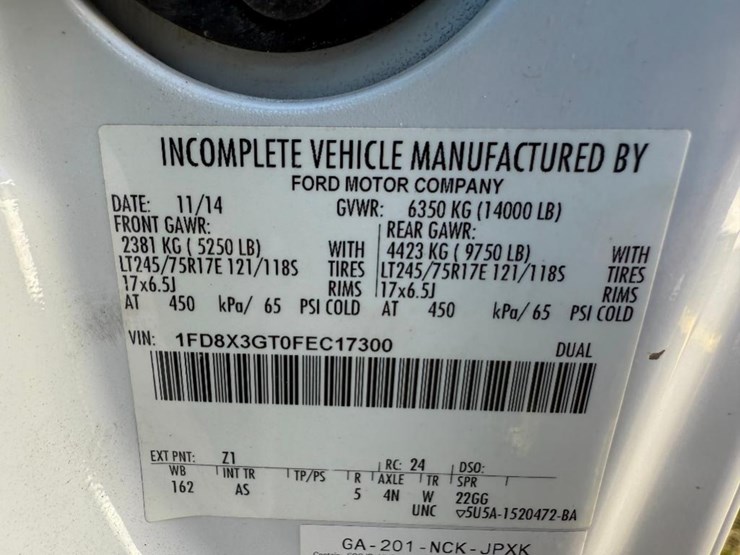 INCOMPLETE VEHICLE MANUFACTURED BY
FORD MOTOR COMPANY
DATE: 11/14 GVWR: 6350 KG (14000 LB)
FRONT GAWR: REAR GAWR:
2381 KG ( 5250 LB) WITH 4423 KG ( 9750 LB) WITH
LT245/75R17E 121/118S TIRES LT245/75R17E 121/118S TIRES
17x6.5J RIMS 17x6.5J RIMS
AT 450 kPa/ 65 PSI COLD AT 450 kPa/ 65 PSI COLD
VIN: 1FD8X3GT0FEC17300 DUAL
EXT PNT: Z1 RC: 24 DSO:
WB INT TR TP/PS R AXLE TR SPR
162 AS 5 4N W 22GG
UNC ▽5U5A-1520472-BA
GA-201-NCK-JPXK